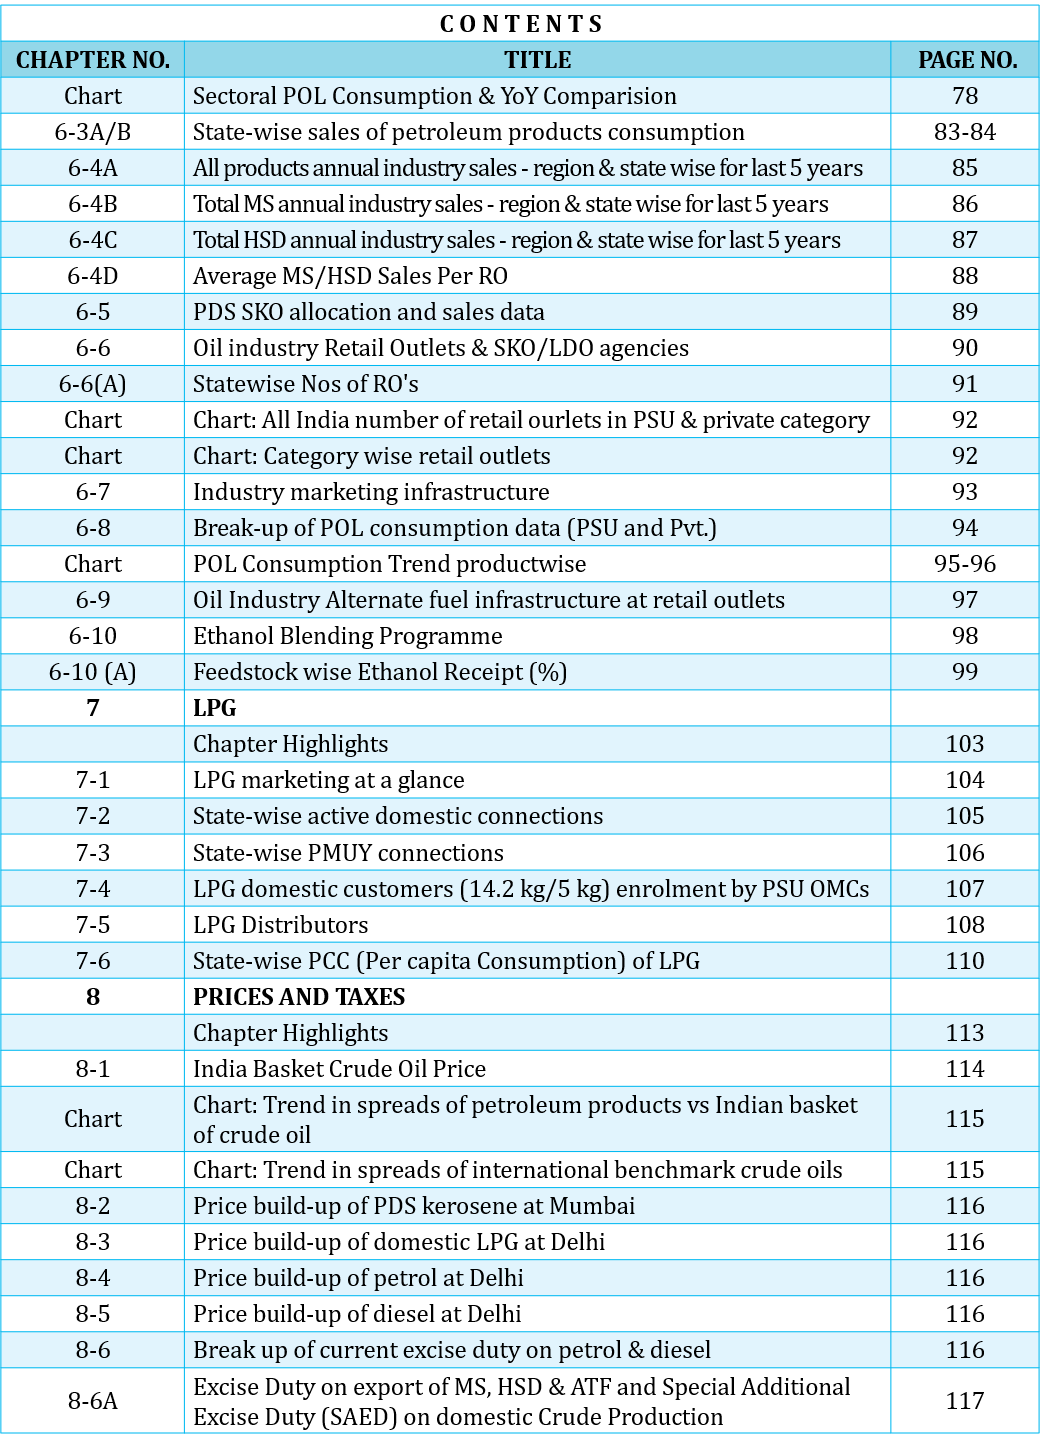 CONTENTS
CHAPTER NO. TITLE PAGE NO.
Chart Sectoral POL Consumption & YoY Comparision 78
6-3A/B State-wise sales of petroleum products consumption 83-84
6-4A All products annual industry sales - region & state wise for last 5 years 85
6-4B Total MS annual industry sales - region & state wise for last 5 years 86
6-4C Total HSD annual industry sales - region & state wise for last 5 years 87
6-4D Average MS/HSD Sales Per RO 88
6-5 PDS SKO allocation and sales data 89
6-6 Oil industry Retail Outlets & SKO/LDO agencies 90
6-6(A) Statewise Nos of RO's 91
Chart Chart: All India number of retail ourlets in PSU & private category 92
Chart Chart: Category wise retail outlets 92
6-7 Industry marketing infrastructure 93
6-8 Break-up of POL consumption data (PSU and Pvt.) 94
Chart POL Consumption Trend productwise 95-96
6-9 Oil Industry Alternate fuel infrastructure at retail outlets 97
6-10 Ethanol Blending Programme 98
6-10 (A) Feedstock wise Ethanol Receipt (%) 99
7 LPG
Chapter Highlights 103
7-1 LPG marketing at a glance 104
7-2 State-wise active domestic connections 105
7-3 State-wise PMUY connections 106
7-4 LPG domestic customers (14.2 kg/5 kg) enrolment by PSU OMCs 107
7-5 LPG Distributors 108
7-6 State-wise PCC (Per capita Consumption) of LPG 110
8 PRICES AND TAXES
Chapter Highlights 113
8-1 India Basket Crude Oil Price 114
Chart Chart: Trend in spreads of petroleum products vs Indian basket
of crude oil 115
Chart Chart: Trend in spreads of international benchmark crude oils 115
8-2 Price build-up of PDS kerosene at Mumbai 116
8-3 Price build-up of domestic LPG at Delhi 116
8-4 Price build-up of petrol at Delhi 116
8-5 Price build-up of diesel at Delhi 116
8-6 Break up of current excise duty on petrol & diesel 116
8-6A Excise Duty on export of MS, HSD & ATF and Special Additional
Excise Duty (SAED) on domestic Crude Production 117